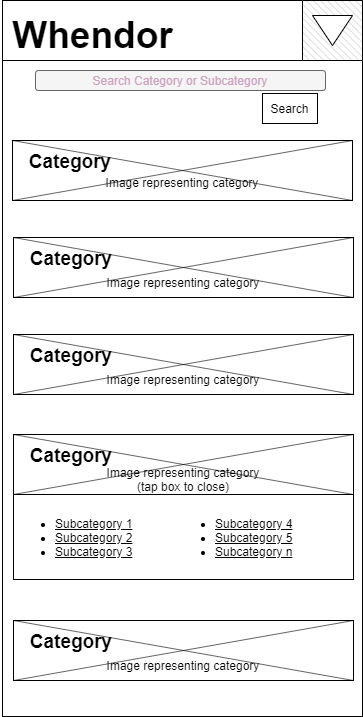 Whendor
Search Category or Subcategory
Search
Category
Image representing category
Category
Image representing category
Category
Image representing category
Category
Image representing category
(tap box to close)
Subcategory 1
Subcategory 2
Subcategory 3
Subcategory 4
Subcategory 5
Subcategory n
Category
Image representing category